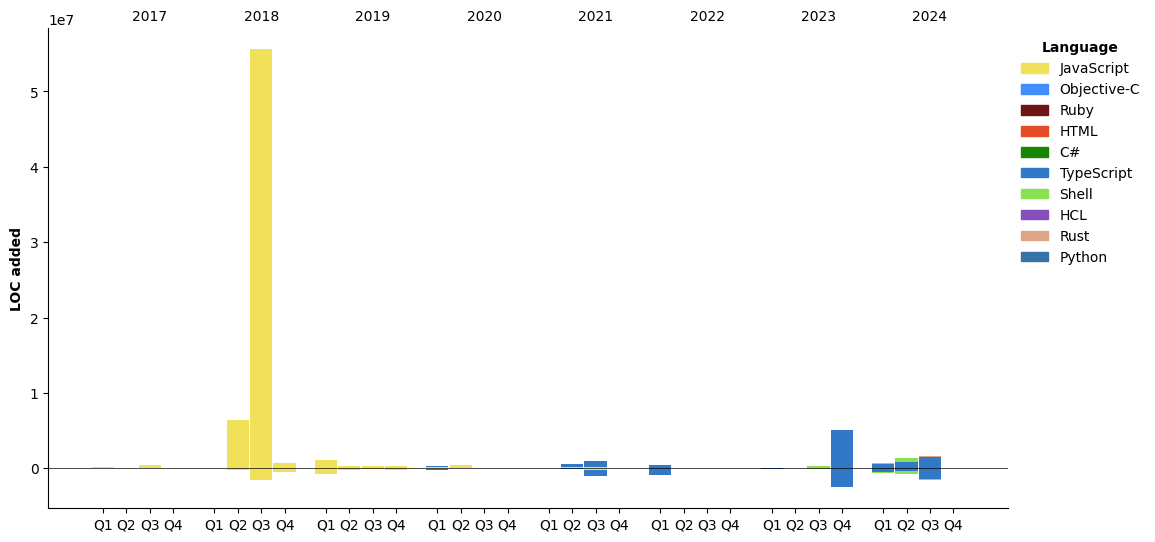 1e7
2017 2018 2019 2020 2021 2022 2023 2024
LOC added
5
4
3
2
1
0
Q1 Q2 Q3 Q4 Q1 Q2 Q3 Q4 Q1 Q2 Q3 Q4 Q1 Q2 Q3 Q4 Q1 Q2 Q3 Q4 Q1 Q2 Q3 Q4 Q1 Q2 Q3 Q4 Q1 Q2 Q3 Q4
Language
JavaScript
Objective-C
Ruby
HTML
C#
TypeScript
Shell
HCL
Rust
Python